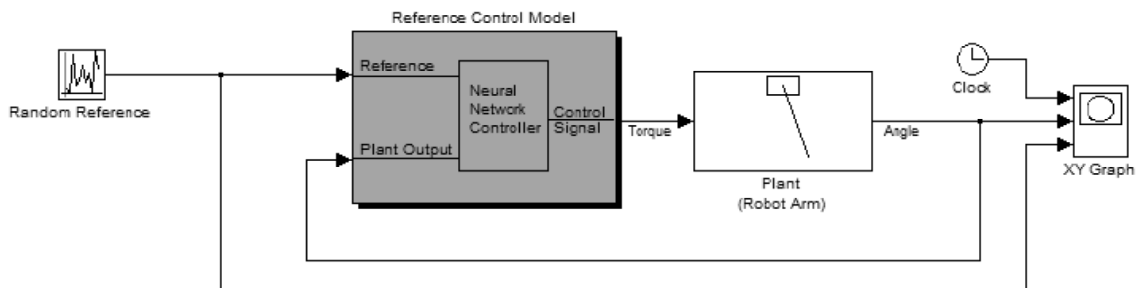 Reference Control Model
Random Reference
Reference
Plant Output
Neural
Network
Controller
Control
Signal
Torque
Plant
(Robot Arm)
Angle
Clock
XY Graph